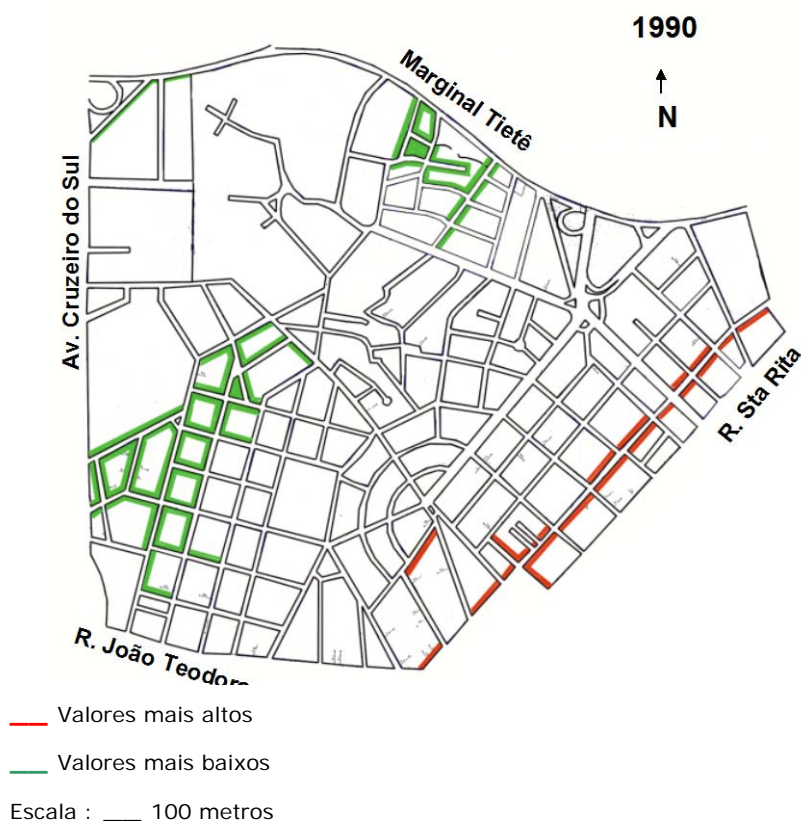 1990
N
Marginal Tietê
Av. Cruzeiro do Sul
R. Sta Rita
R. João Teodoro
Valores mais altos
Valores mais baixos
Escala : ___ 100 metros